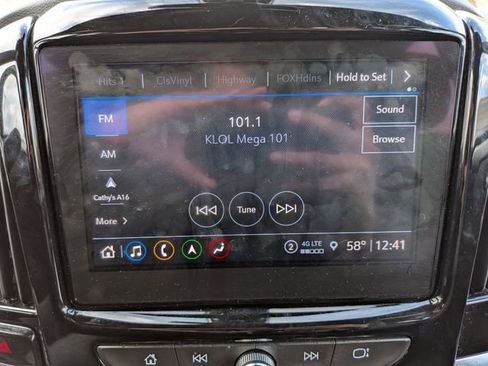 Hits 1 ClsVinyl Highway FOXHdlns Hold to Set
FM
101.1
KLOL Mega 101
Sound
AM
Browse
Cathy's A16
More
Tune
2 4G LTE 58° 12:41